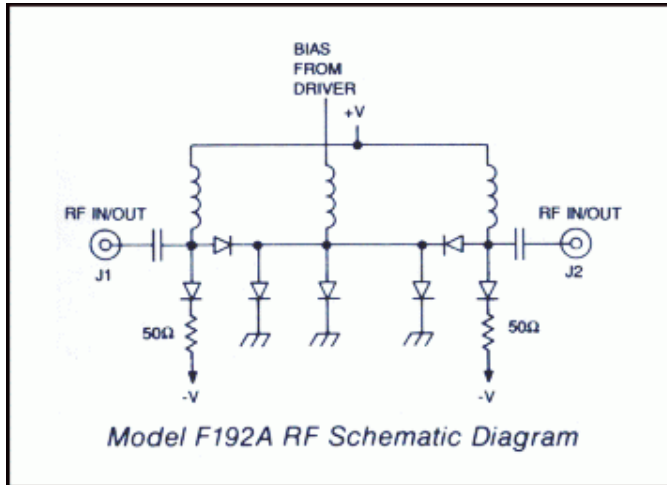 BIAS
FROM
DRIVER
+V
RF IN/OUT
RF IN/OUT
J1
J2
50Ω
50Ω
-V
-V
Model F192A RF Schematic Diagram